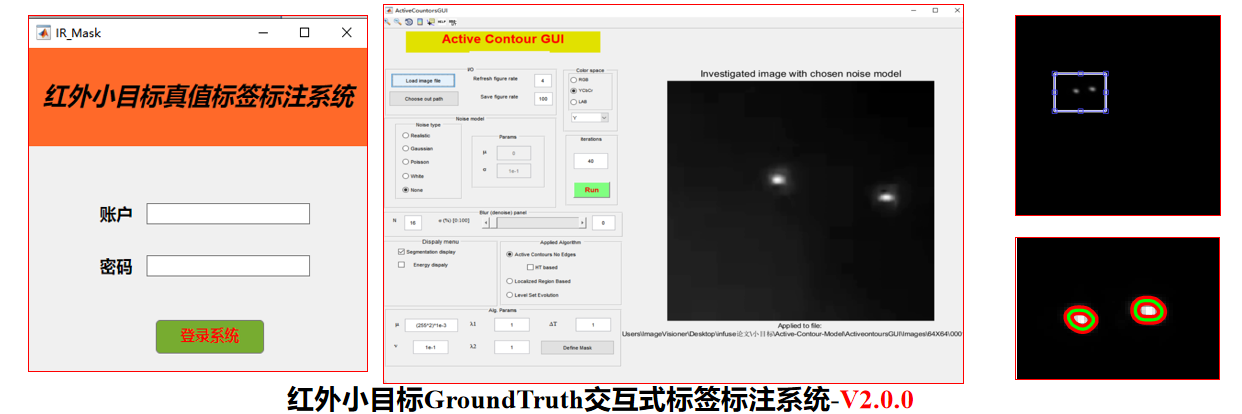 IR_Mask
红外小目标真值标签标注系统
账户
密码
登录系统
ActiveCountorsGUI
HELP
Active Contour GUI
I/O
Load image file
Refresh figure rate
4
Choose out path
Save figure rate
100
Color space
RGB
YCbCr
LAB
Y
Noise model
Noise type
Realistic
Gaussian
Poisson
White
None
Params
μ
0
σ
1e-1
Iterations
40
Run
Blur (denoise) panel
N
16
σ (%) [0:100]
0
Dispaly menu
Segmentation display
Energy dispaly
Applied Algorithm
Active Contours No Edges
HT based
Localized Region Based
Level Set Evolution
Alg. Params
μ
(255^2)*1e-3
λ1
1
ΔT
1
ν
1e-1
λ2
1
Define Mask
Investigated image with chosen noise model
Applied to file:
Users\ImageVisioner\Desktop\infuse论文\小目标\Active-Contour-Model\ActiveontoursGUI\Images\64X64\000
红外小目标GroundTruth交互式标签标注系统-V2.0.0